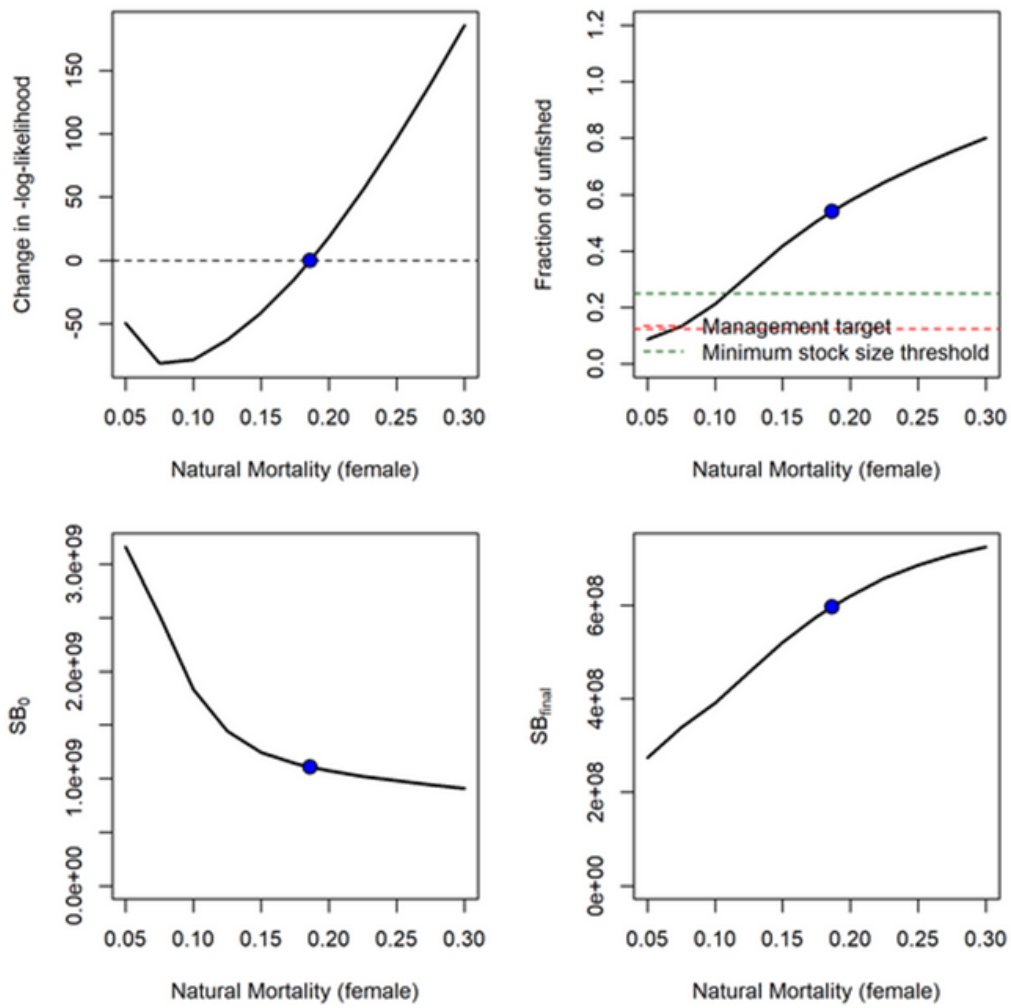 Change in -log-likelihood
150
100
50
0
-50
0.05 0.10 0.15 0.20 0.25 0.30
Natural Mortality (female)
Fraction of unfished
1.2
1.0
0.8
0.6
0.4
0.2
0.0
Management target
Minimum stock size threshold
0.05 0.10 0.15 0.20 0.25 0.30
Natural Mortality (female)
SB0
3.0e+09
2.0e+09
1.0e+09
0.0e+00
0.05 0.10 0.15 0.20 0.25 0.30
Natural Mortality (female)
SBfinal
6e+08
4e+08
2e+08
0e+00
0.05 0.10 0.15 0.20 0.25 0.30
Natural Mortality (female)